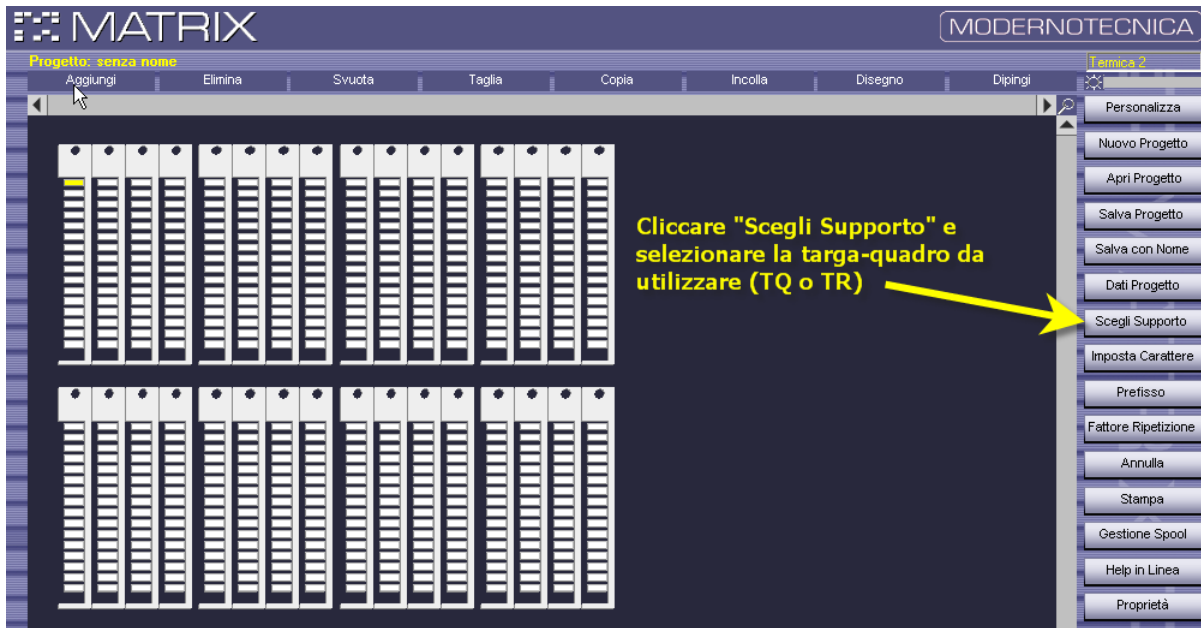 MATRIX
MODERNOTECNICA
Progetto: senza nome
Termica 2
Aggiungi Elimina Svuota Taglia Copia Incolla Disegno Dipingi
Personalizza
Nuovo Progetto
Apri Progetto
Salva Progetto
Cliccare "Scegli Supporto" e
selezionare la targa-quadro da
utilizzare (TQ o TR)
Salva con Nome
Dati Progetto
Scegli Supporto
Imposta Carattere
Prefisso
Fattore Ripetizione
Annulla
Stampa
Gestione Spool
Help in Linea
Proprietà